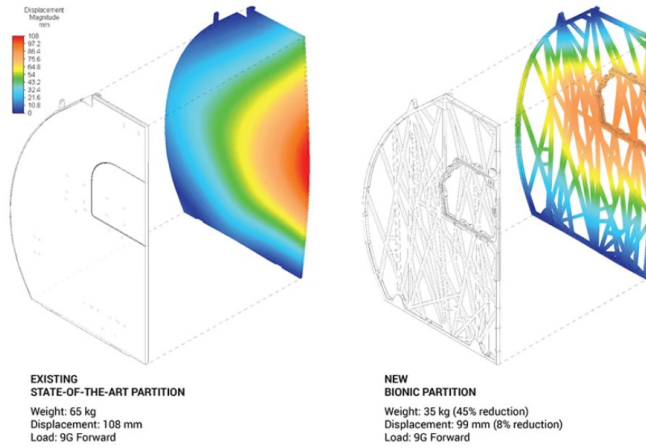 Displacement
Magnitude
mm
108
97.2
86.4
75.6
64.8
54
43.2
32.4
21.6
10.8
0
EXISTING
STATE-OF-THE-ART PARTITION
Weight: 65 kg
Displacement: 108 mm
Load: 9G Forward
NEW
BIONIC PARTITION
Weight: 35 kg (45% reduction)
Displacement: 99 mm (8% reduction)
Load: 9G Forward